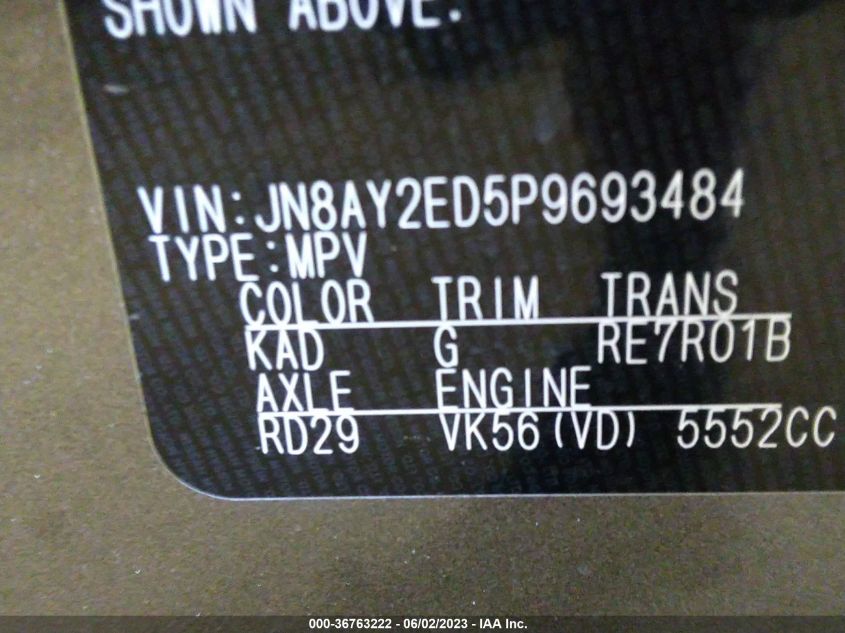 SHOWN ABOVE.
VIN:JN8AY2ED5P9693484
TYPE:MPV
COLOR TRIM TRANS
KAD G RE7R01B
AXLE ENGINE
RD29 VK56(VD) 5552CC
000-36763222 - 06/02/2023 - IAA Inc.